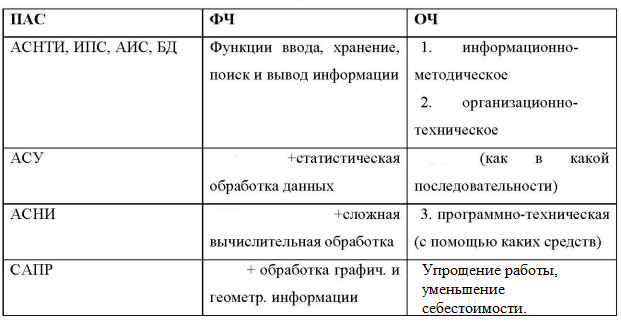 ПАС ФЧ ОЧ
АСНТИ, ИПС, АИС, БД Функции ввода, хранение, 1. информационно-
поиск и вывод информации методическое
2. организационно-
техническое
АСУ +статистическая (как в какой
обработка данных последовательности)
АСНИ +сложная 3. программно-техническая
вычислительная обработка (с помощью каких средств)
САПР + обработка графич. и Упрощение работы,
геометр. информации уменьшение
себестоимости.